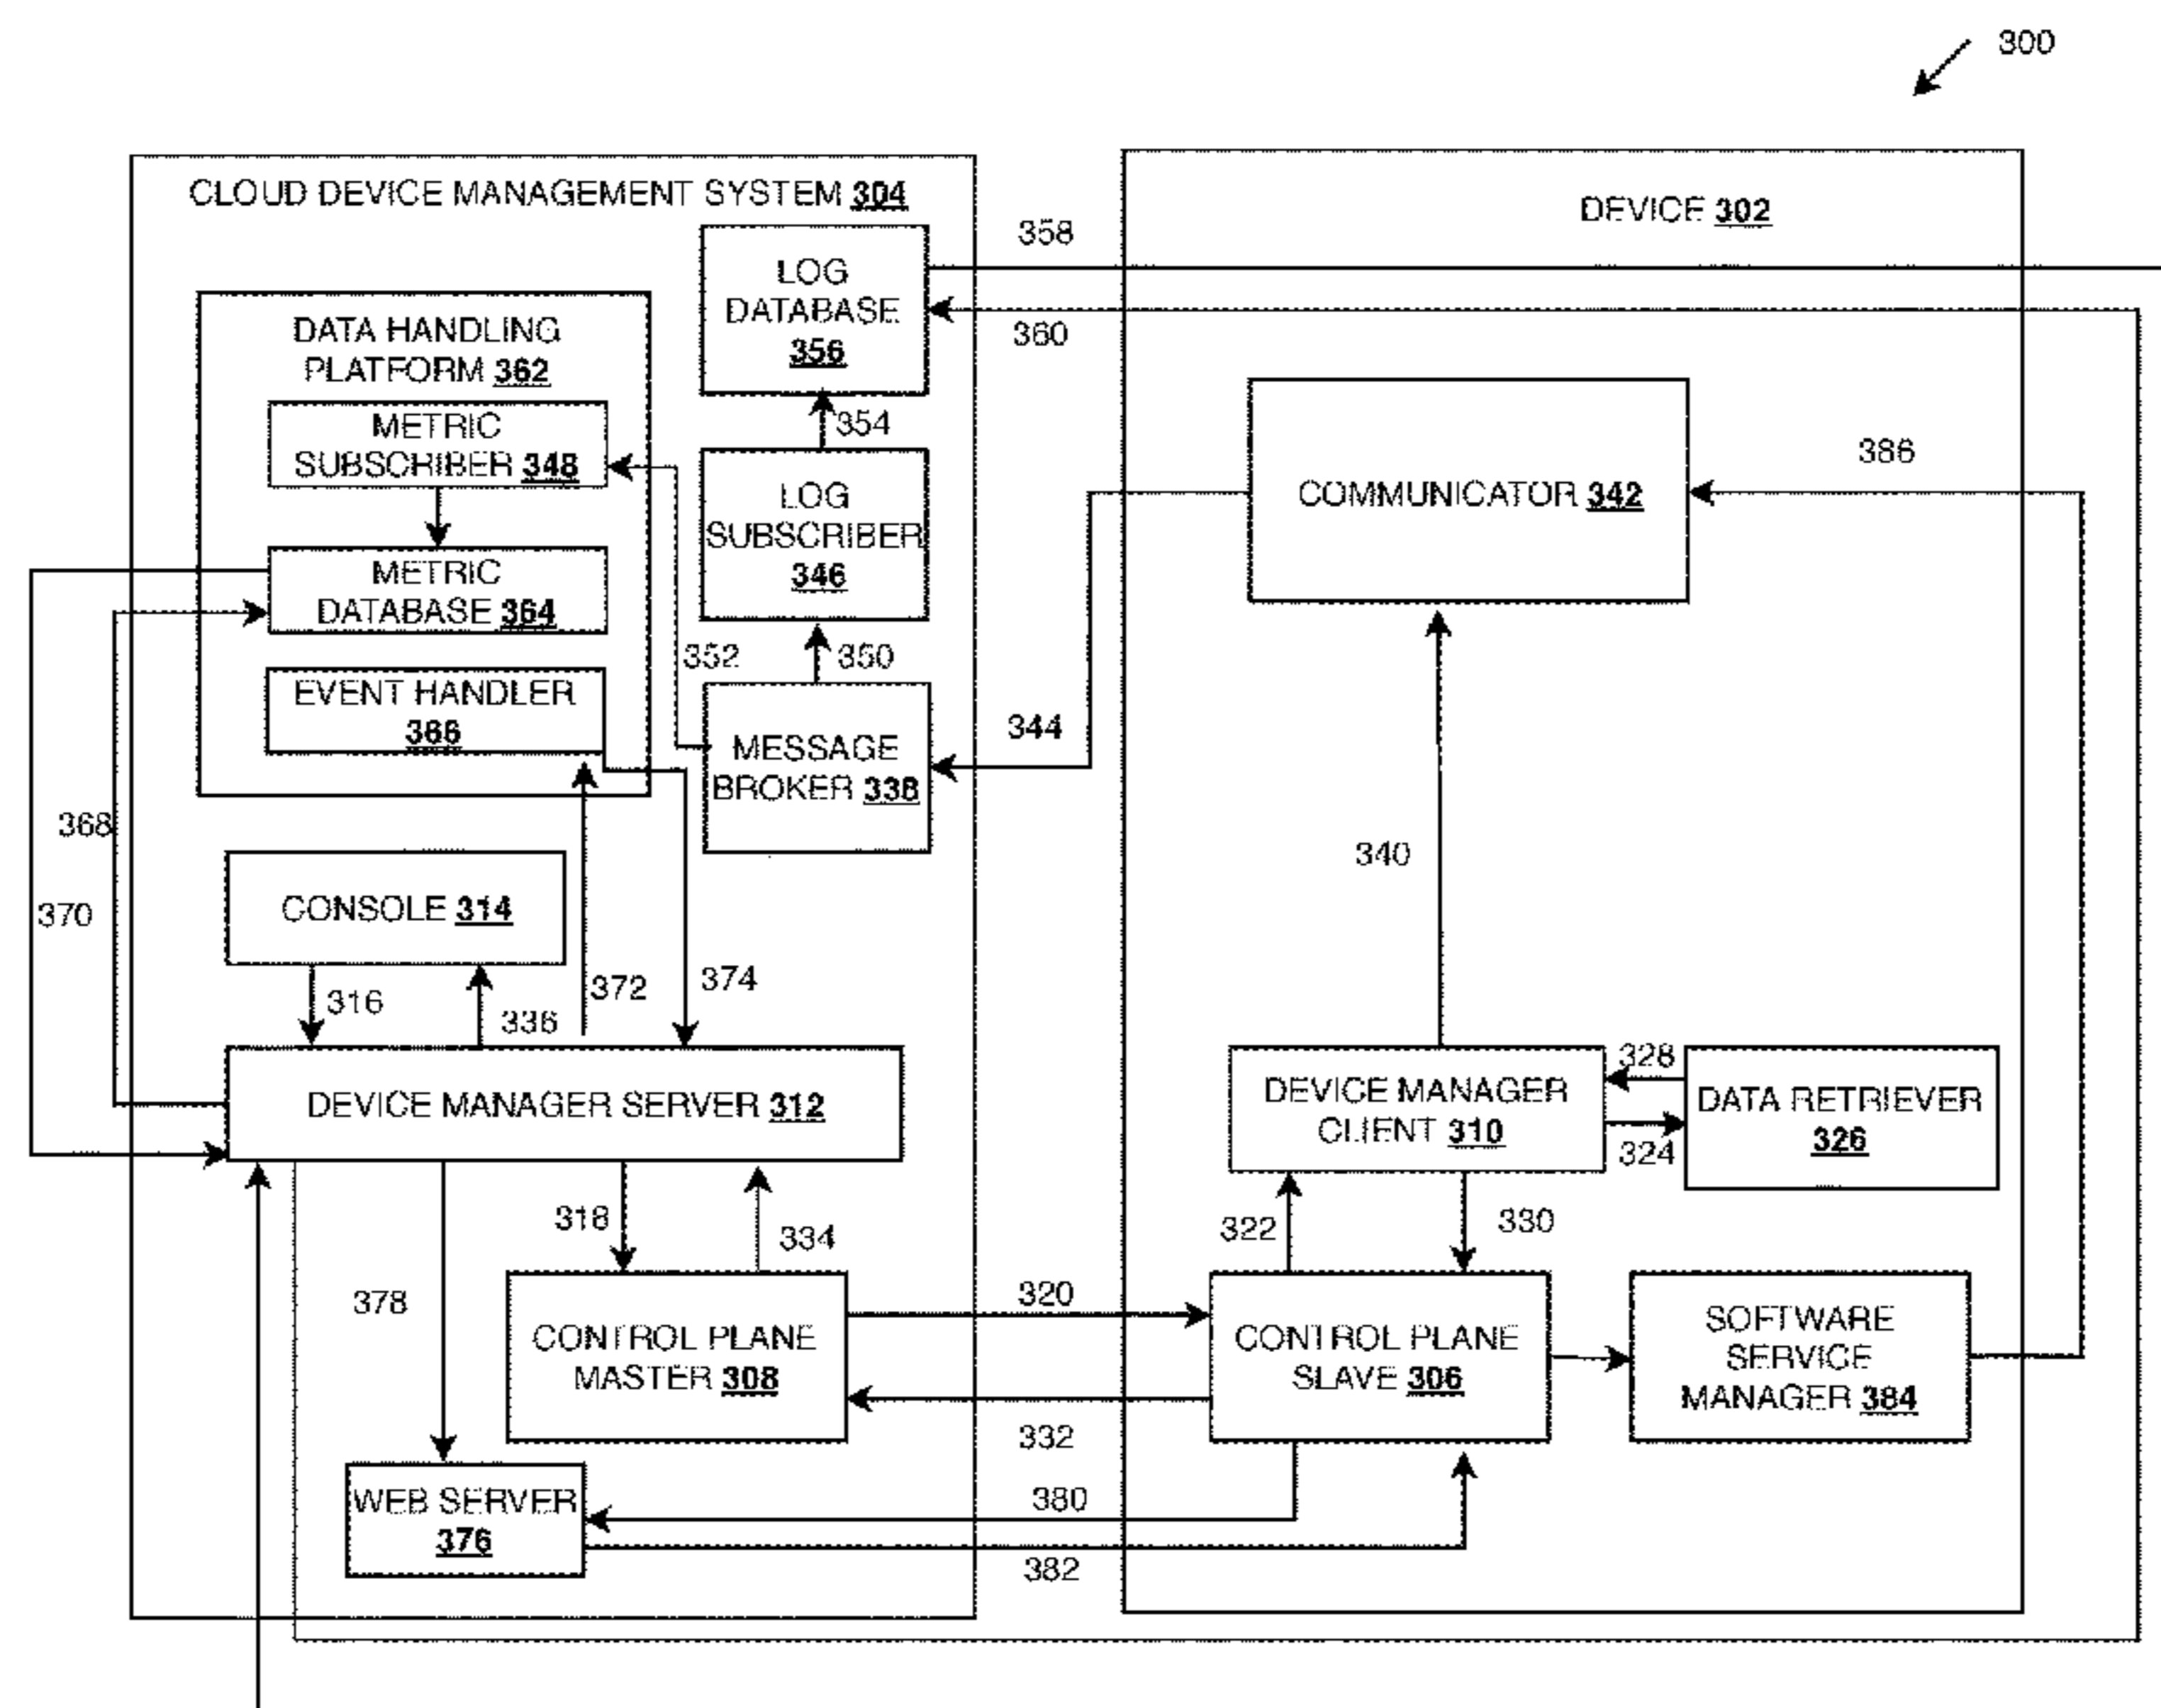 300
CLOUD DEVICE MANAGEMENT SYSTEM 304
DEVICE 302
LOG
DATABASE
356
358
360
DATA HANDLING
PLATFORM 362
METRIC
SUBSCRIBER 348
354
LOG
SUBSCRIBER
346
COMMUNICATOR 342
386
METRIC
DATABASE 364
352
350
EVENT HANDLER
366
MESSAGE
BROKER 338
344
340
368
370
CONSOLE 314
316
336
372
374
DEVICE MANAGER SERVER 312
DEVICE MANAGER
CLIENT 310
328
324
DATA RETRIEVER
326
318
334
322
330
378
320
CONTROL PLANE
MASTER 308
CONTROL PLANE
SLAVE 306
SOFTWARE
SERVICE
MANAGER 384
332
WEB SERVER
376
380
382